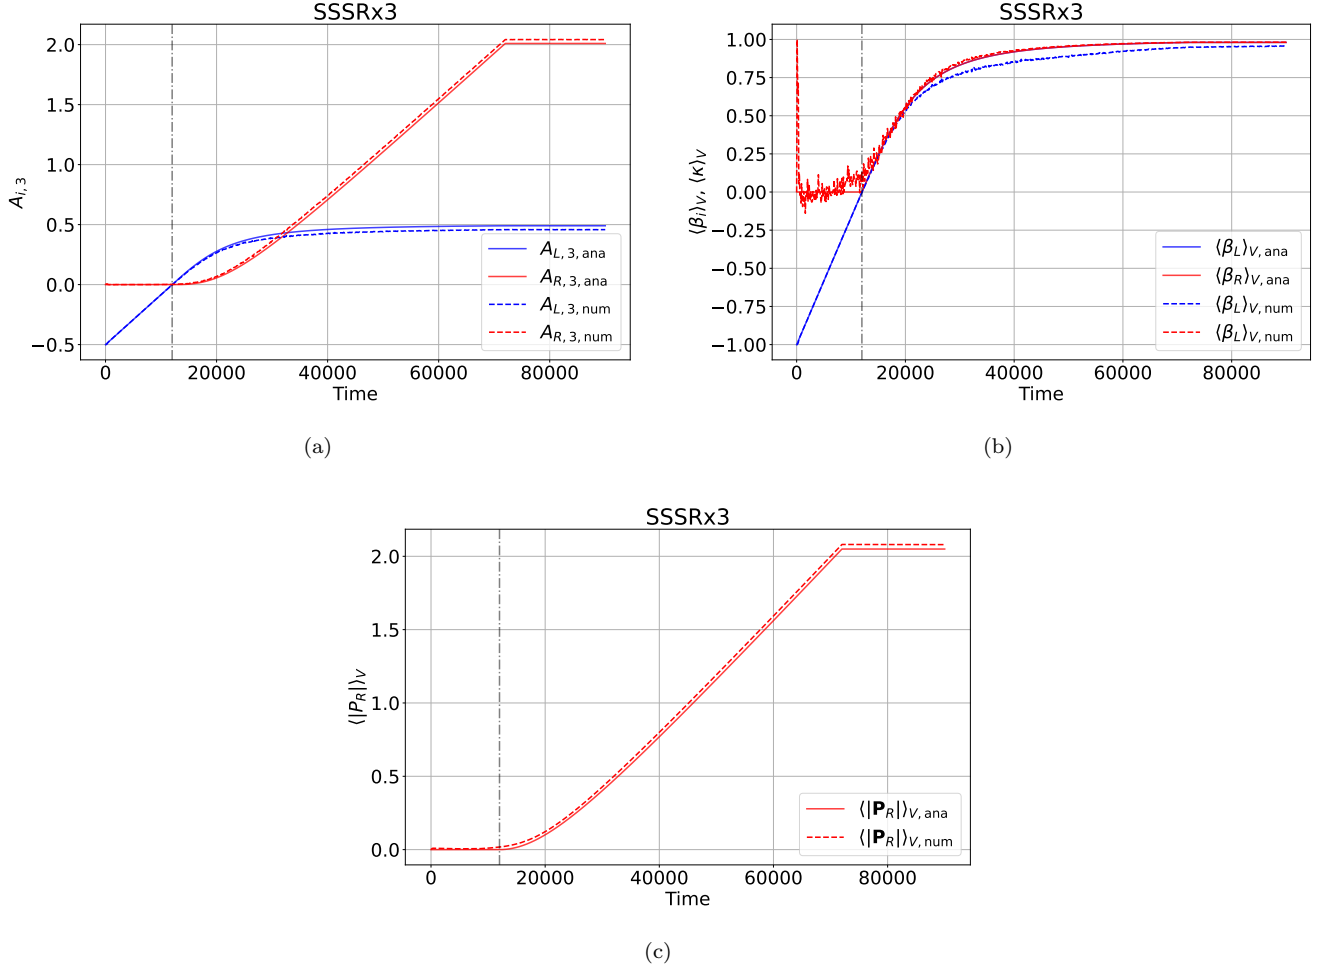 SSSRx3
2.0
1.5
1.0
0.5
0.0
−0.5
A_{i, 3}
A_{L, 3, ana}
A_{R, 3, ana}
A_{L, 3, num}
A_{R, 3, num}
0 20000 40000 60000 80000
Time
(a)
SSSRx3
1.00
0.75
0.50
0.25
0.00
−0.25
−0.50
−0.75
−1.00
⟨β_i⟩_V, ⟨κ⟩_V
⟨β_L⟩_{V, ana}
⟨β_R⟩_{V, ana}
⟨β_L⟩_{V, num}
⟨β_L⟩_{V, num}
0 20000 40000 60000 80000
Time
(b)
SSSRx3
2.0
1.5
1.0
0.5
0.0
⟨|P_R|⟩_V
⟨|P_R|⟩_{V, ana}
⟨|P_R|⟩_{V, num}
0 20000 40000 60000 80000
Time
(c)